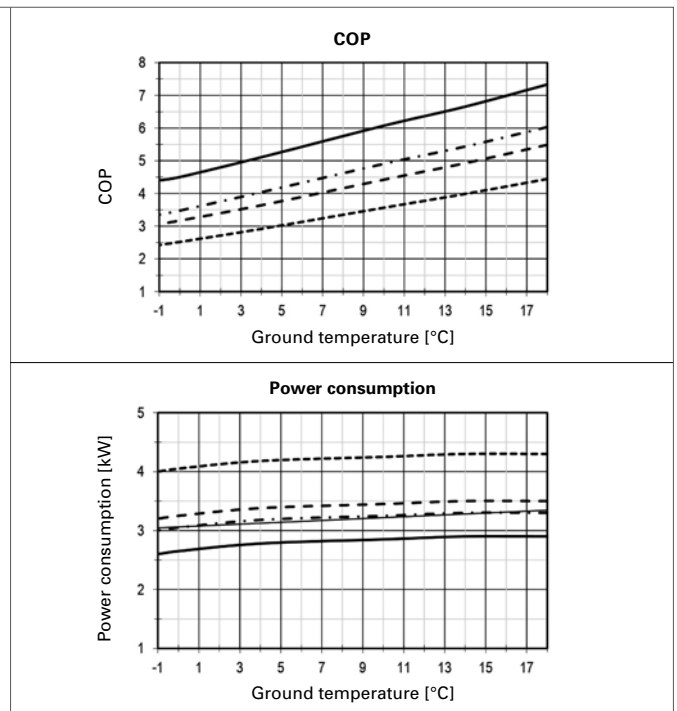 COP
8
7
6
5
4
3
2
1
COP
-1 1 3 5 7 9 11 13 15 17
Ground temperature [°C]
Power consumption
5
4
3
2
1
Power consumption [kW]
-1 1 3 5 7 9 11 13 15 17
Ground temperature [°C]